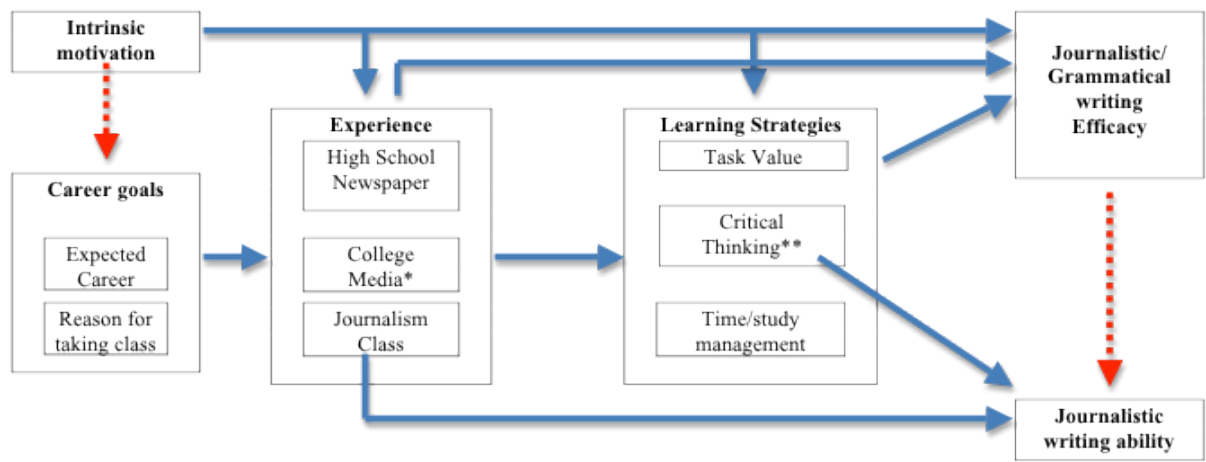 Intrinsic
motivation
Career goals
Expected
Career
Reason for
taking class
Experience
High School
Newspaper
College
Media*
Journalism
Class
Learning Strategies
Task Value
Critical
Thinking**
Time/study
management
Journalistic/
Grammatical
writing
Efficacy
Journalistic
writing ability